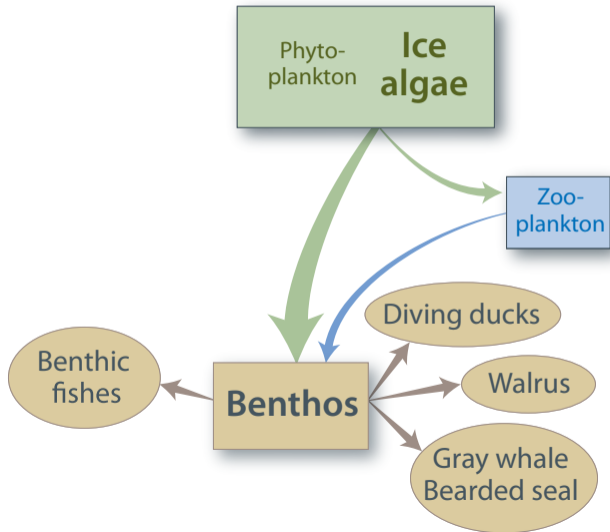 Phyto-
plankton
Ice
algae
Zoo-
plankton
Diving ducks
Benthic
fishes
Walrus
Benthos
Gray whale
Bearded seal